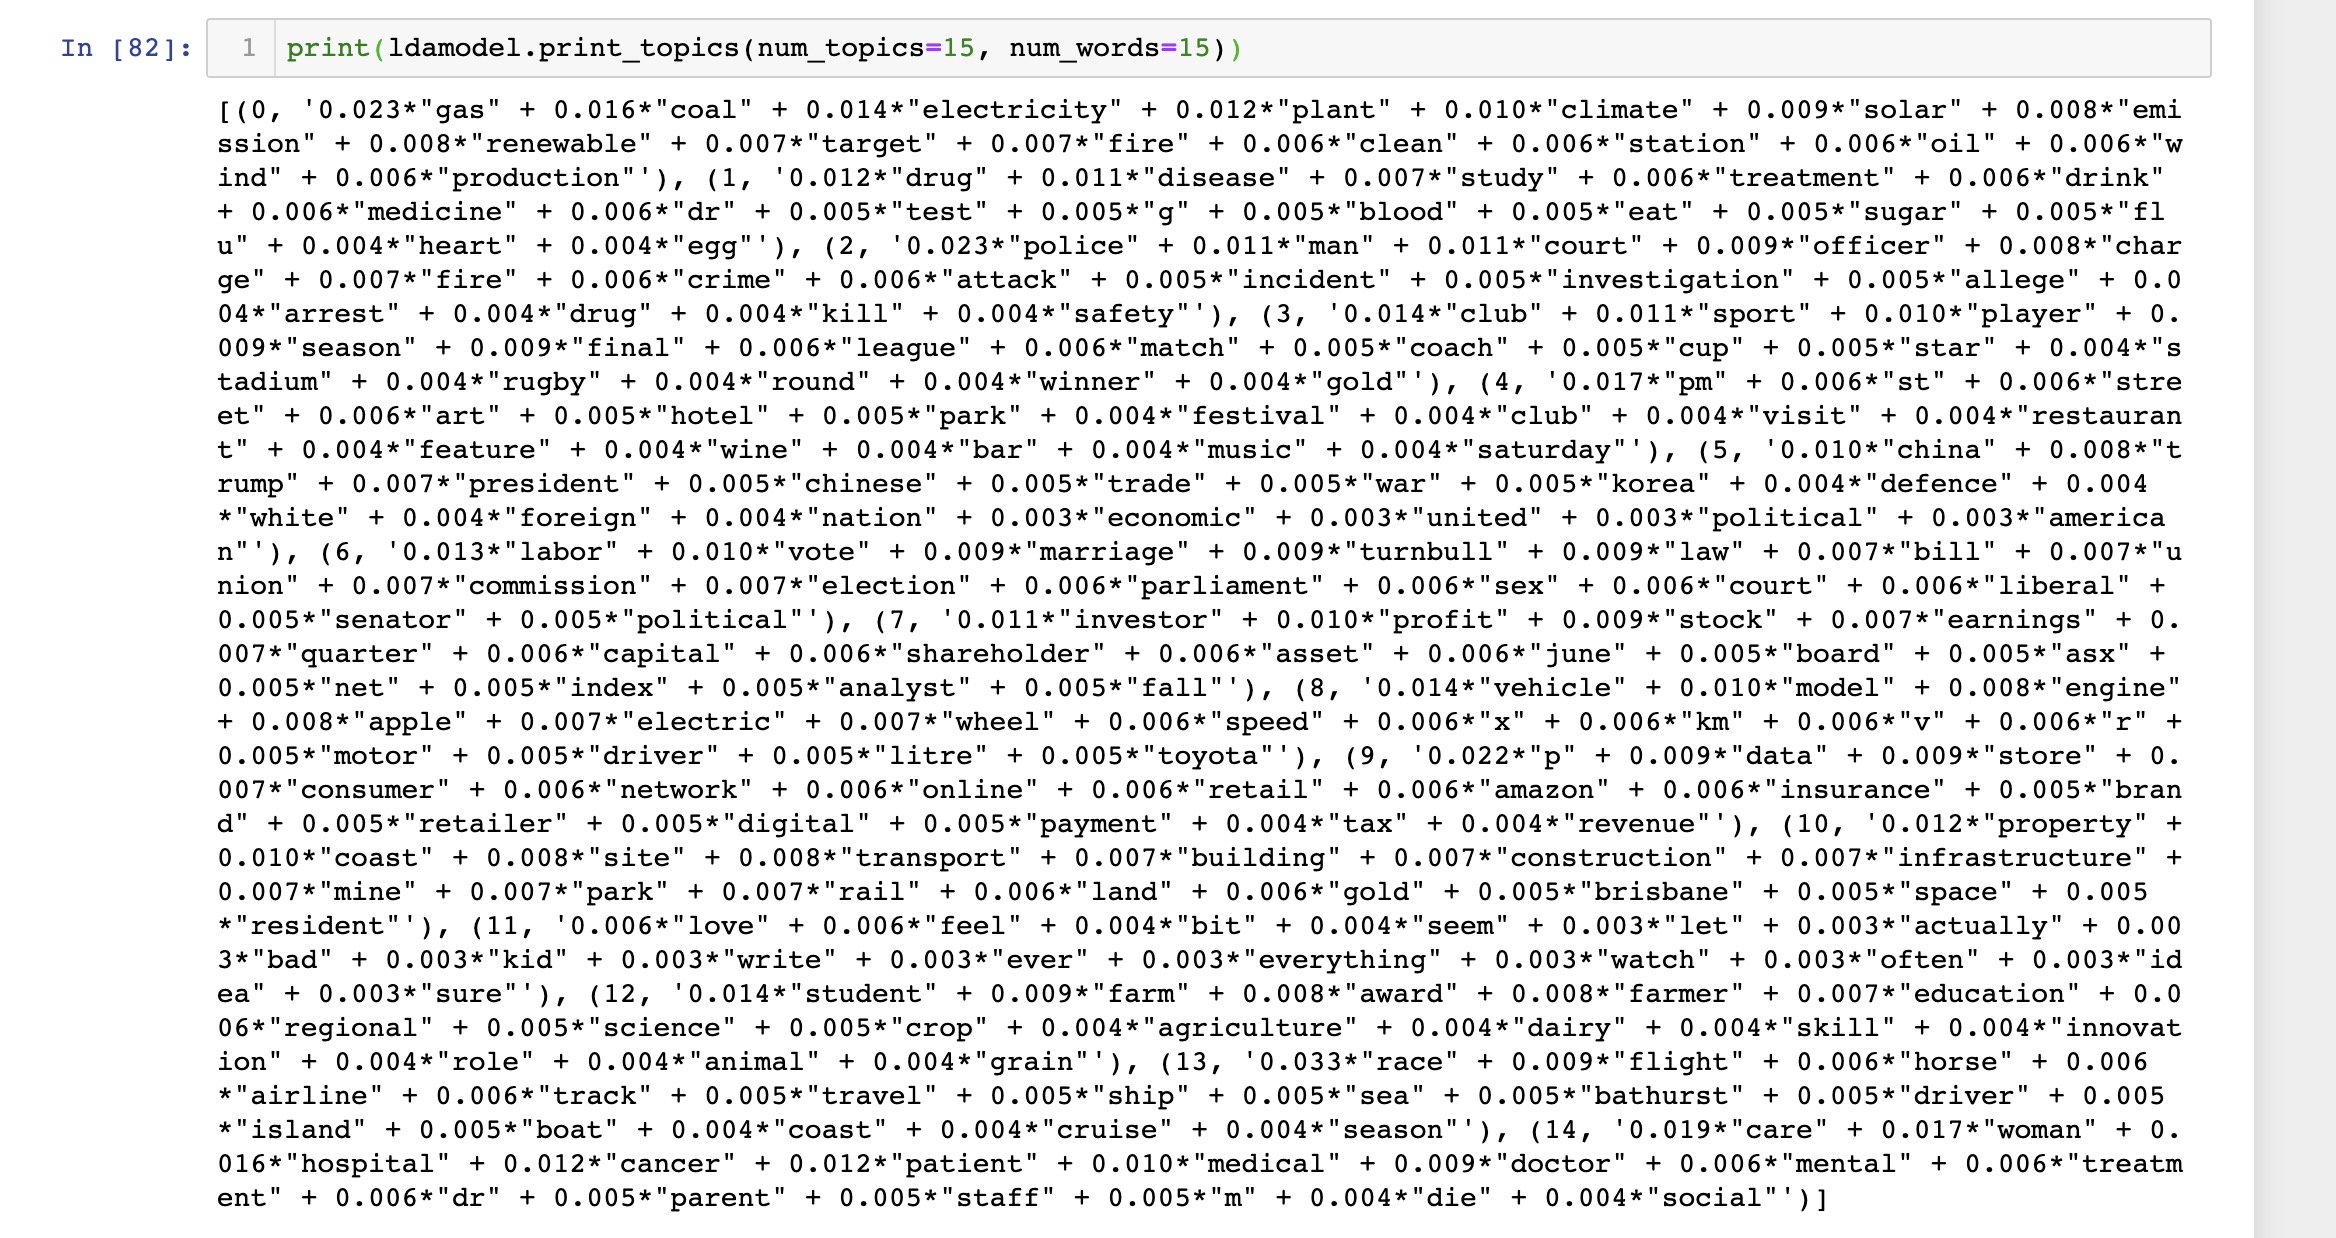 In [82]: 1 print(ldamodel.print_topics(num_topics=15, num_words=15))
[(0, '0.023*"gas" + 0.016*"coal" + 0.014*"electricity" + 0.012*"plant" + 0.010*"climate" + 0.009*"solar" + 0.008*"emi
ssion" + 0.008*"renewable" + 0.007*"target" + 0.007*"fire" + 0.006*"clean" + 0.006*"station" + 0.006*"oil" + 0.006*"w
ind" + 0.006*"production"'), (1, '0.012*"drug" + 0.011*"disease" + 0.007*"study" + 0.006*"treatment" + 0.006*"drink"
+ 0.006*"medicine" + 0.006*"dr" + 0.005*"test" + 0.005*"g" + 0.005*"blood" + 0.005*"eat" + 0.005*"sugar" + 0.005*"fl
u" + 0.004*"heart" + 0.004*"egg"'), (2, '0.023*"police" + 0.011*"man" + 0.011*"court" + 0.009*"officer" + 0.008*"char
ge" + 0.007*"fire" + 0.006*"crime" + 0.006*"attack" + 0.005*"incident" + 0.005*"investigation" + 0.005*"allege" + 0.0
04*"arrest" + 0.004*"drug" + 0.004*"kill" + 0.004*"safety"'), (3, '0.014*"club" + 0.011*"sport" + 0.010*"player" + 0.
009*"season" + 0.009*"final" + 0.006*"league" + 0.006*"match" + 0.005*"coach" + 0.005*"cup" + 0.005*"star" + 0.004*"s
tadium" + 0.004*"rugby" + 0.004*"round" + 0.004*"winner" + 0.004*"gold"'), (4, '0.017*"pm" + 0.006*"st" + 0.006*"stre
et" + 0.006*"art" + 0.005*"hotel" + 0.005*"park" + 0.004*"festival" + 0.004*"club" + 0.004*"visit" + 0.004*"restauran
t" + 0.004*"feature" + 0.004*"wine" + 0.004*"bar" + 0.004*"music" + 0.004*"saturday"'), (5, '0.010*"china" + 0.008*"t
rump" + 0.007*"president" + 0.005*"chinese" + 0.005*"trade" + 0.005*"war" + 0.005*"korea" + 0.004*"defence" + 0.004
*"white" + 0.004*"foreign" + 0.004*"nation" + 0.003*"economic" + 0.003*"united" + 0.003*"political" + 0.003*"america
n"'), (6, '0.013*"labor" + 0.010*"vote" + 0.009*"marriage" + 0.009*"turnbull" + 0.009*"law" + 0.007*"bill" + 0.007*"u
nion" + 0.007*"commission" + 0.007*"election" + 0.006*"parliament" + 0.006*"sex" + 0.006*"court" + 0.006*"liberal" +
0.005*"senator" + 0.005*"political"'), (7, '0.011*"investor" + 0.010*"profit" + 0.009*"stock" + 0.007*"earnings" + 0.
007*"quarter" + 0.006*"capital" + 0.006*"shareholder" + 0.006*"asset" + 0.006*"june" + 0.005*"board" + 0.005*"asx" +
0.005*"net" + 0.005*"index" + 0.005*"analyst" + 0.005*"fall"'), (8, '0.014*"vehicle" + 0.010*"model" + 0.008*"engine"
+ 0.008*"apple" + 0.007*"electric" + 0.007*"wheel" + 0.006*"speed" + 0.006*"x" + 0.006*"km" + 0.006*"v" + 0.006*"r" +
0.005*"motor" + 0.005*"driver" + 0.005*"litre" + 0.005*"toyota"'), (9, '0.022*"p" + 0.009*"data" + 0.009*"store" + 0.
007*"consumer" + 0.006*"network" + 0.006*"online" + 0.006*"retail" + 0.006*"amazon" + 0.006*"insurance" + 0.005*"bran
d" + 0.005*"retailer" + 0.005*"digital" + 0.005*"payment" + 0.004*"tax" + 0.004*"revenue"'), (10, '0.012*"property" +
0.010*"coast" + 0.008*"site" + 0.008*"transport" + 0.007*"building" + 0.007*"construction" + 0.007*"infrastructure" +
0.007*"mine" + 0.007*"park" + 0.007*"rail" + 0.006*"land" + 0.006*"gold" + 0.005*"brisbane" + 0.005*"space" + 0.005
*"resident"'), (11, '0.006*"love" + 0.006*"feel" + 0.004*"bit" + 0.004*"seem" + 0.003*"let" + 0.003*"actually" + 0.00
3*"bad" + 0.003*"kid" + 0.003*"write" + 0.003*"ever" + 0.003*"everything" + 0.003*"watch" + 0.003*"often" + 0.003*"id
ea" + 0.003*"sure"'), (12, '0.014*"student" + 0.009*"farm" + 0.008*"award" + 0.008*"farmer" + 0.007*"education" + 0.0
06*"regional" + 0.005*"science" + 0.005*"crop" + 0.004*"agriculture" + 0.004*"dairy" + 0.004*"skill" + 0.004*"innovat
ion" + 0.004*"role" + 0.004*"animal" + 0.004*"grain"'), (13, '0.033*"race" + 0.009*"flight" + 0.006*"horse" + 0.006
*"airline" + 0.006*"track" + 0.005*"travel" + 0.005*"ship" + 0.005*"sea" + 0.005*"bathurst" + 0.005*"driver" + 0.005
*"island" + 0.005*"boat" + 0.004*"coast" + 0.004*"cruise" + 0.004*"season"'), (14, '0.019*"care" + 0.017*"woman" + 0.
016*"hospital" + 0.012*"cancer" + 0.012*"patient" + 0.010*"medical" + 0.009*"doctor" + 0.006*"mental" + 0.006*"treatm
ent" + 0.006*"dr" + 0.005*"parent" + 0.005*"staff" + 0.005*"m" + 0.004*"die" + 0.004*"social"')]